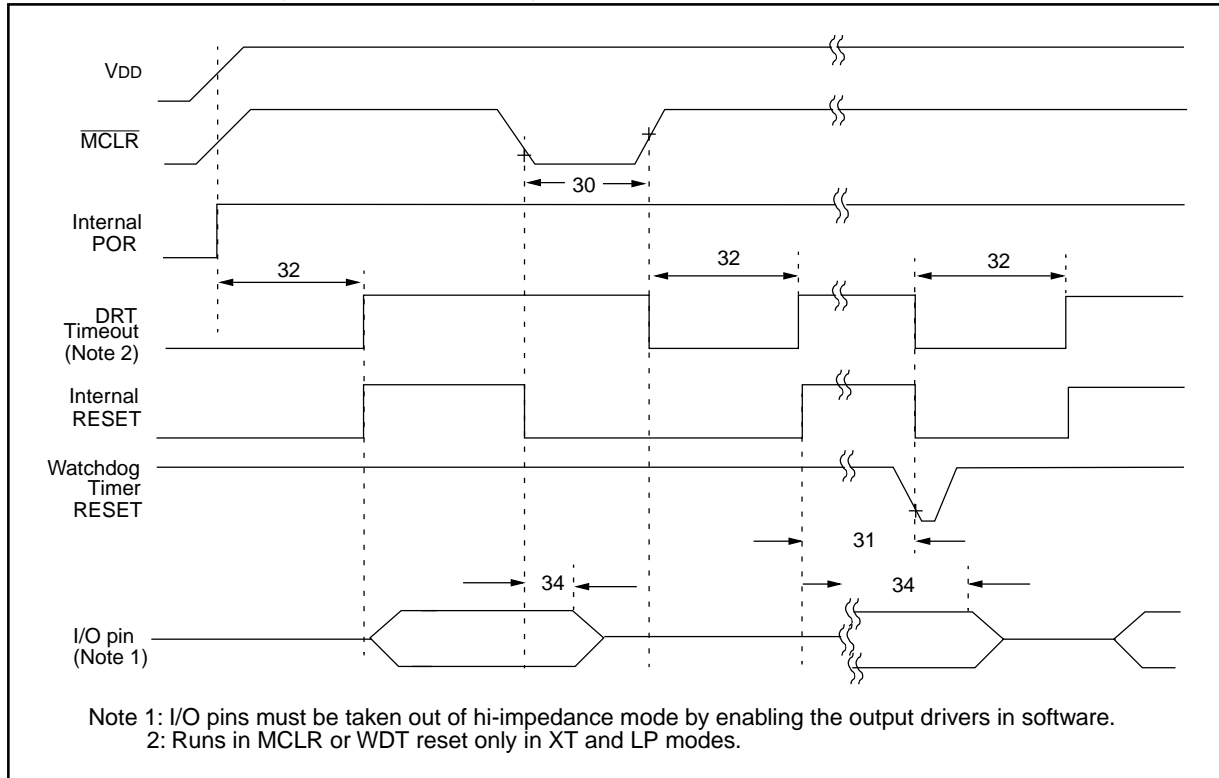 VDD
MCLR
30
Internal
POR
32
32
32
DRT
Timeout
(Note 2)
Internal
RESET
Watchdog
Timer
RESET
31
34
34
I/O pin
(Note 1)
Note 1: I/O pins must be taken out of hi-impedance mode by enabling the output drivers in software.
2: Runs in MCLR or WDT reset only in XT and LP modes.